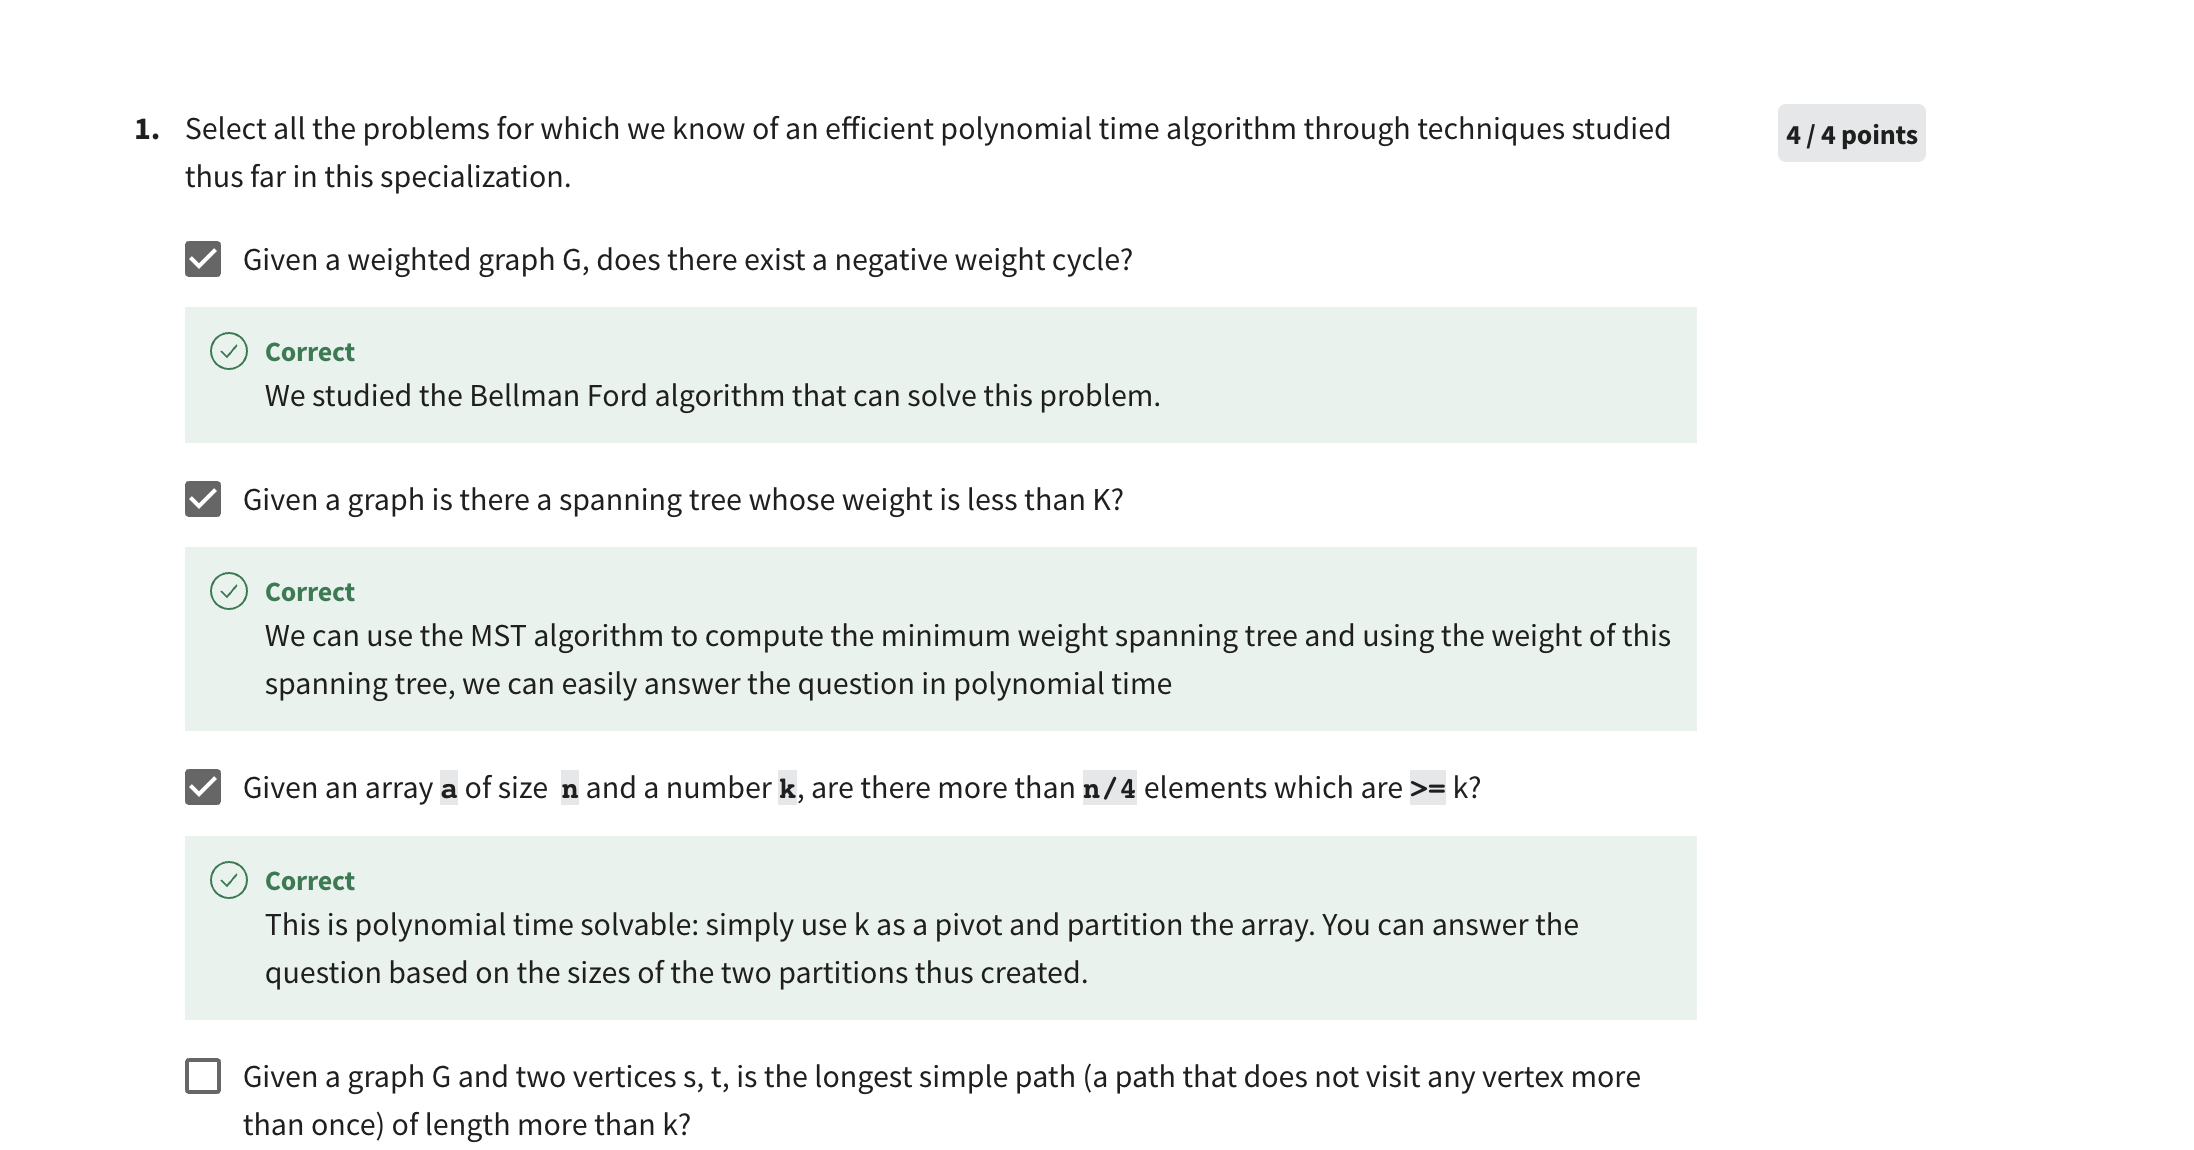 1. Select all the problems for which we know of an efficient polynomial time algorithm through techniques studied
thus far in this specialization.
4 / 4 points
Given a weighted graph G, does there exist a negative weight cycle?
Correct
We studied the Bellman Ford algorithm that can solve this problem.
Given a graph is there a spanning tree whose weight is less than K?
Correct
We can use the MST algorithm to compute the minimum weight spanning tree and using the weight of this
spanning tree, we can easily answer the question in polynomial time
Given an array a of size n and a number k, are there more than n/4 elements which are >= k?
Correct
This is polynomial time solvable: simply use k as a pivot and partition the array. You can answer the
question based on the sizes of the two partitions thus created.
Given a graph G and two vertices s, t, is the longest simple path (a path that does not visit any vertex more
than once) of length more than k?